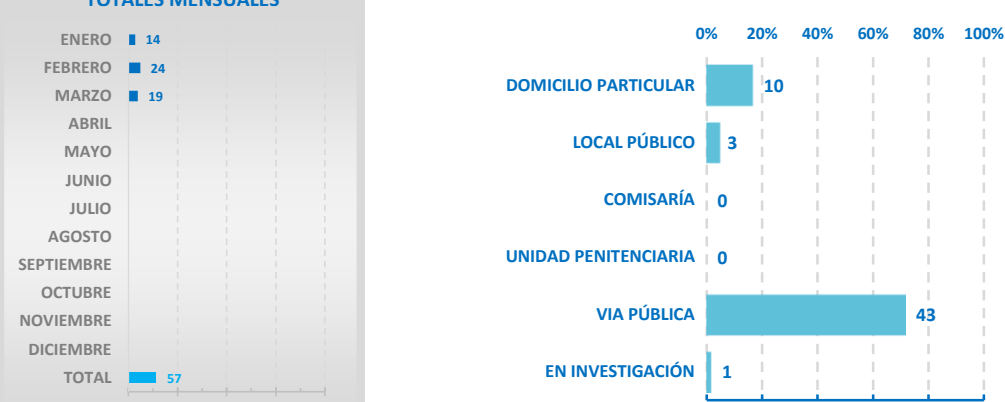 TOTALES MENSUALES
ENERO 14
FEBRERO 24
MARZO 19
ABRIL
MAYO
JUNIO
JULIO
AGOSTO
SEPTIEMBRE
OCTUBRE
NOVIEMBRE
DICIEMBRE
TOTAL 57
0% 20% 40% 60% 80% 100%
DOMICILIO PARTICULAR 10
LOCAL PÚBLICO 3
COMISARÍA 0
UNIDAD PENITENCIARIA 0
VIA PÚBLICA 43
EN INVESTIGACIÓN 1